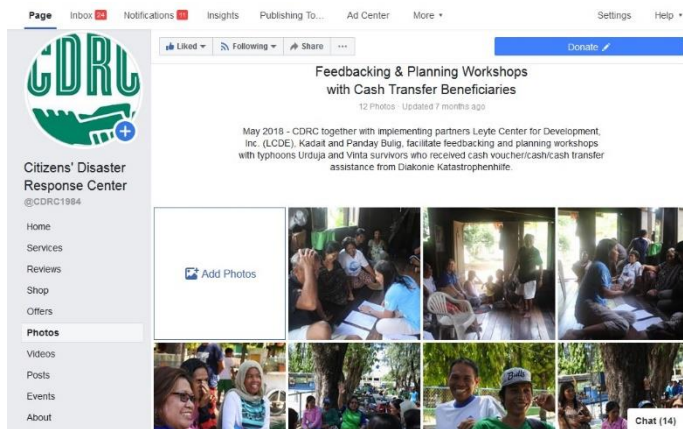 Page Inbox 24 Notifications 11 Insights Publishing To... Ad Center More Settings Help
CDRC
Liked Following Share ... Donate
Feedbacking & Planning Workshops
with Cash Transfer Beneficiaries
12 Photos · Updated 7 months ago
May 2018 - CDRC together with implementing partners Leyte Center for Development,
Inc. (LCDE), Kadait and Panday Bulig, facilitate feedbacking and planning workshops
with typhoons Urduja and Vinta survivors who received cash voucher/cash/cash transfer
assistance from Diakonie Katastrophenhilfe.
Citizens' Disaster
Response Center
@CDRC1984
Home
Services
Reviews
Shop
Offers
Photos
Videos
Posts
Events
About
Add Photos
Bulls
Chat (14)